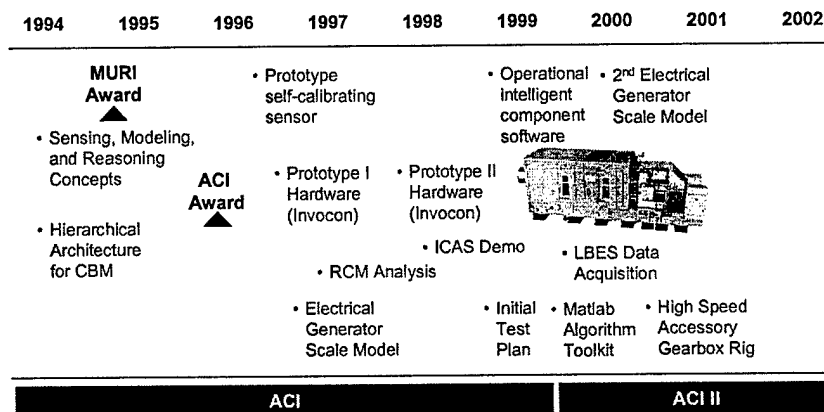 1994 1995 1996 1997 1998 1999 2000 2001 2002
MURI
Award
• Sensing, Modeling,
and Reasoning
Concepts
• Hierarchical
Architecture
for CBM
ACI
Award
• Prototype
self-calibrating
sensor
• Prototype I
Hardware
(Invocon)
• Prototype II
Hardware
(Invocon)
• ICAS Demo
• RCM Analysis
• Electrical
Generator
Scale Model
• Operational
intelligent
component
software
• 2nd Electrical
Generator
Scale Model
• LBES Data
Acquisition
• Initial
Test
Plan
• Matlab
Algorithm
Toolkit
• High Speed
Accessory
Gearbox Rig
ACI
ACI II